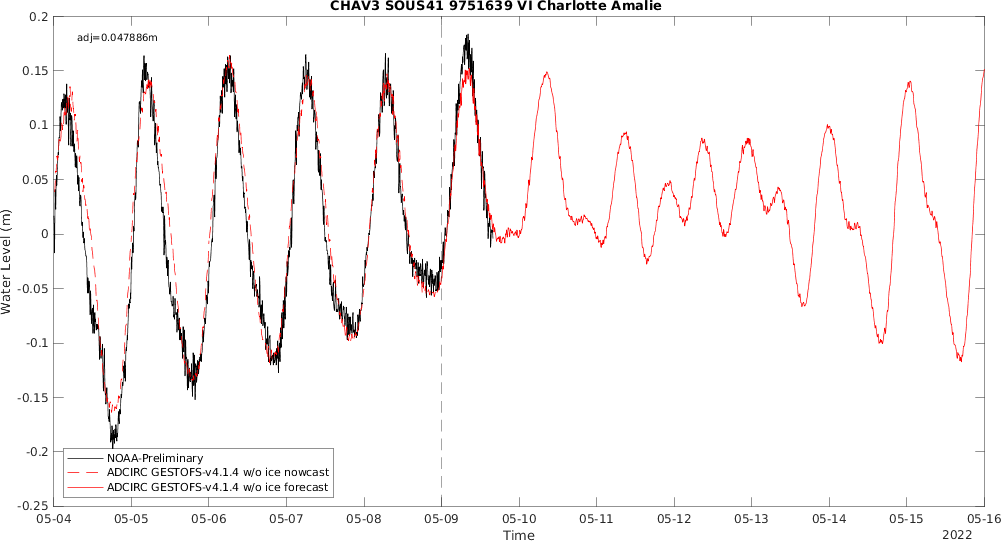 CHAV3 SOUS41 9751639 VI Charlotte Amalie
adj=0.047886m
0.2
0.15
0.1
0.05
0
-0.05
-0.1
-0.15
-0.2
-0.25
Water Level (m)
NOAA-Preliminary
ADCIRC GESTOFS-v4.1.4 w/o ice nowcast
ADCIRC GESTOFS-v4.1.4 w/o ice forecast
05-04 05-05 05-06 05-07 05-08 05-09 05-10 05-11 05-12 05-13 05-14 05-15 05-16
Time
2022